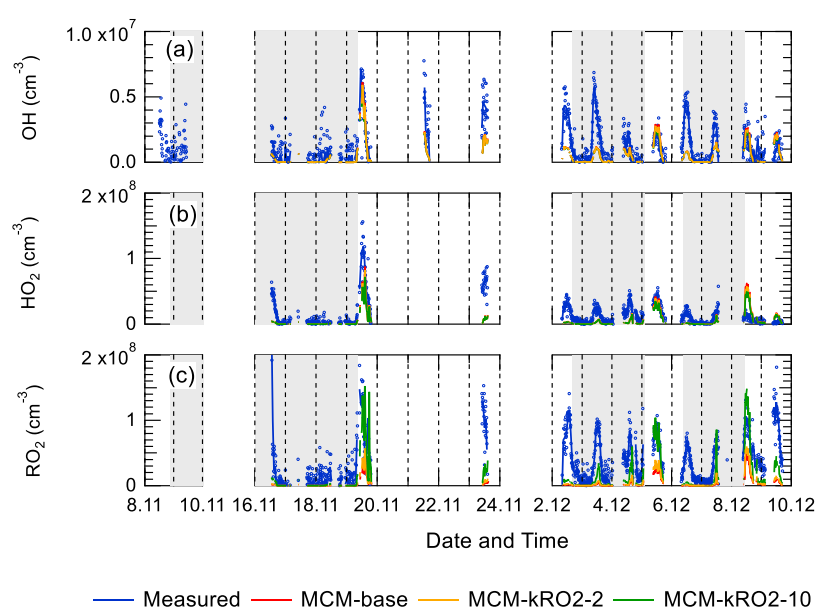 1.0 x10⁷
(a)
OH (cm⁻³)
0.5
0.0
2 x10⁸
(b)
HO₂ (cm⁻³)
1
0
2 x10⁸
(c)
RO₂ (cm⁻³)
1
0
8.11 10.11 16.11 18.11 20.11 22.11 24.11 2.12 4.12 6.12 8.12 10.12
Date and Time
Measured MCM-base MCM-kRO2-2 MCM-kRO2-10